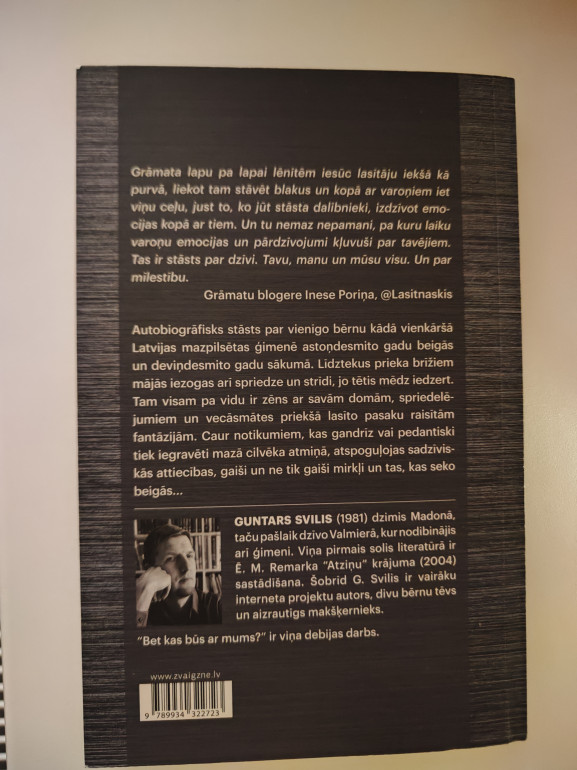 Grāmata lapu pa lapai lēnītēm iesūc lasītāju iekšā kā
purvā, liekot tam stāvēt blakus un kopā ar varoņiem iet
viņu ceļu, just to, ko jūt stāsta dalībnieki, izdzīvot emo-
cijas kopā ar tiem. Un tu nemaz nepamani, pa kuru laiku
varoņu emocijas un pārdzīvojumi kļuvuši par tavējiem.
Tas ir stāsts par dzīvi. Tavu, manu un mūsu visu. Un par
mīlestību.
Grāmatu blogere Inese Poriņa, @Lasitnaskis
Autobiogrāfisks stāsts par vienīgo bērnu kādā vienkāršā
Latvijas mazpilsētas ģimenē astoņdesmito gadu beigās
un deviņdesmito gadu sākumā. Līdztekus prieka brīžiem
mājās iezogas arī spriedze un strīdi, jo tētis mēdz iedzert.
Tam visam pa vidu ir zēns ar savām domām, spriedelē-
jumiem un vecāsmātes priekšā lasīto pasaku raisītām
fantāzijām. Caur notikumiem, kas gandrīz vai pedantiski
tiek iegravēti mazā cilvēka atmiņā, atspoguļojas sadzīvis-
kās attiecības, gaiši un ne tik gaiši mirkļi un tas, kas seko
beigās...
GUNTARS SVILIS (1981) dzimis Madonā,
taču pašlaik dzīvo Valmierā, kur nodibinājis
arī ģimeni. Viņa pirmais solis literatūrā ir
Ē. M. Remarka “Atziņu” krājuma (2004)
sastādīšana. Šobrīd G. Svilis ir vairāku
interneta projektu autors, divu bērnu tēvs
un aizrautīgs makšķernieks.
“Bet kas būs ar mums?” ir viņa debijas darbs.
www.zvaigzne.lv
9 789934 322723